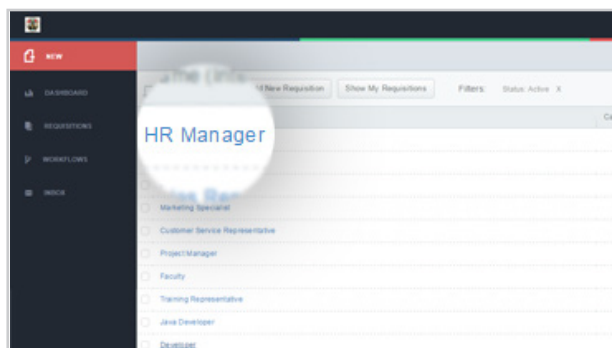 NEW
DASHBOARD
REQUISITIONS
WORKFLOWS
INBOX
New Requisition
Show My Requisitions
Filters:
Status: Active X
HR Manager
Marketing Specialist
Customer Service Representative
Project Manager
Faculty
Training Representative
Java Developer
Developer